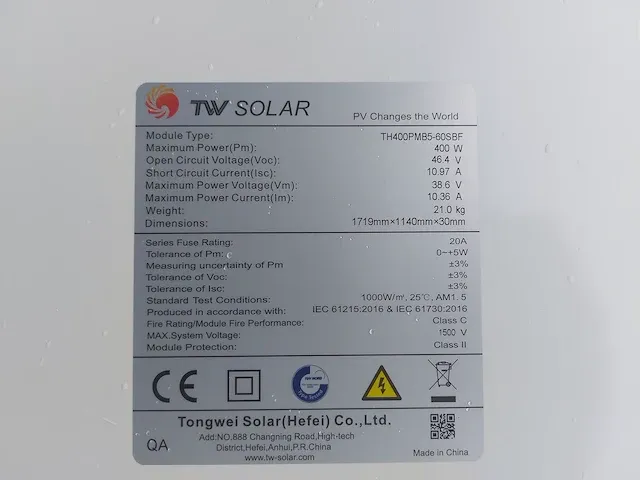 TW SOLAR
PV Changes the World
Module Type: TH400PMB5-60SBF
Maximum Power(Pm): 400 W
Open Circuit Voltage(Voc): 46.4 V
Short Circuit Current(Isc): 10.97 A
Maximum Power Voltage(Vm): 38.6 V
Maximum Power Current(Im): 10.36 A
Weight: 21.0 kg
Dimensions: 1719mm×1140mm×30mm
Series Fuse Rating: 20A
Tolerance of Pm: 0~+5W
Measuring uncertainty of Pm ±3%
Tolerance of Voc: ±3%
Tolerance of Isc: ±3%
Standard Test Conditions: 1000W/㎡, 25℃, AM1. 5
Produced in accordance with: IEC 61215:2016 & IEC 61730:2016
Fire Rating/Module Fire Performance: Class C
MAX.System Voltage: 1500 V
Module Protection: Class II
CE
Tongwei Solar(Hefei) Co.,Ltd.
Add:NO.888 Changning Road,High-tech
District,Hefei,Anhui,P.R.China
www.tw-solar.com
QA
Made in China